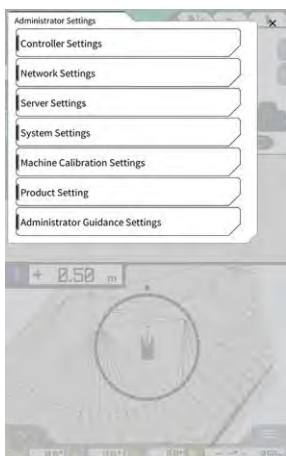 Administrator Settings
×
Controller Settings
Network Settings
Server Settings
System Settings
Machine Calibration Settings
Product Setting
Administrator Guidance Settings
+ 0.50 m